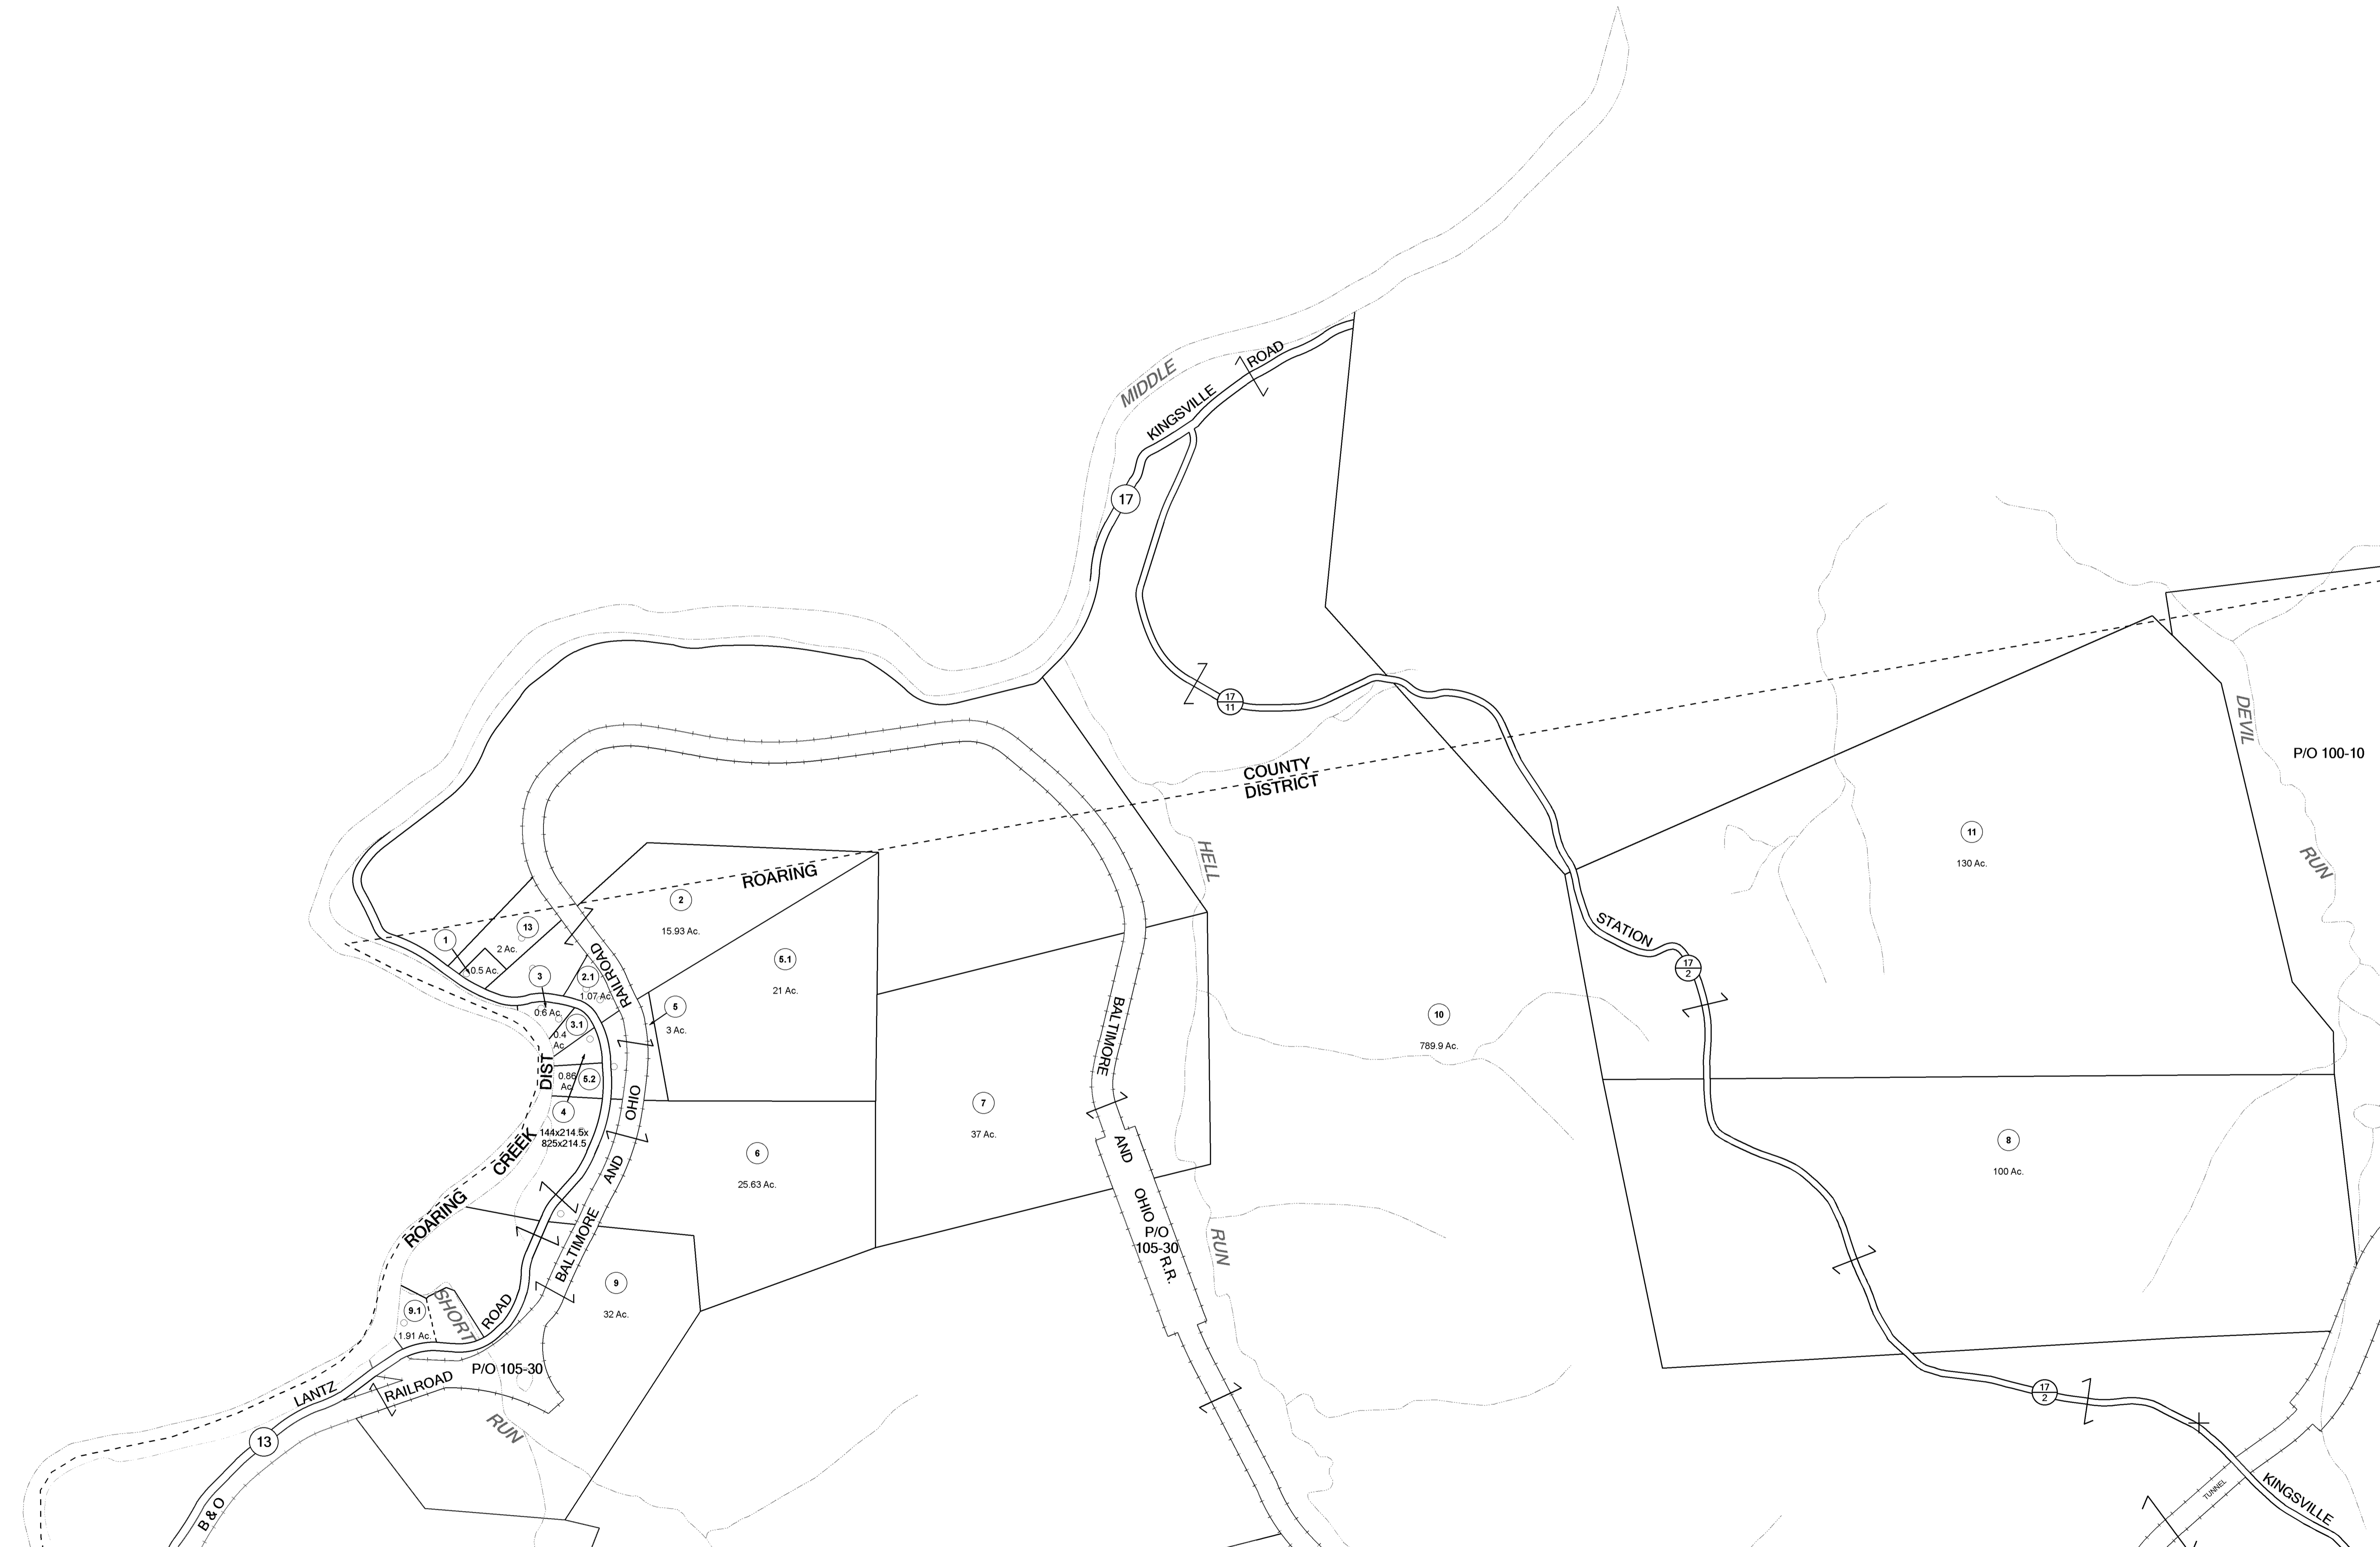 MIDDLE
KINGSVILLE ROAD
17
17
11
COUNTY
DISTRICT
ROARING
HELL
RUN
DEVIL
RUN
P/O 100-10
11
130 Ac.
2
15.93 Ac.
13
2 Ac.
1
0.5 Ac.
3
0.6 Ac.
2.1
1.07 Ac.
RAILROAD
5.1
21 Ac.
5
3 Ac.
3.1
0.4
Ac.
DIST
0.86
Ac.
5.2
4
144x214.5x
825x214.5
OHIO
AND
BALTIMORE
CREEK
ROARING
6
25.63 Ac.
7
37 Ac.
BALTIMORE
AND
OHIO
P/O
105-30
R.R.
10
789.9 Ac.
STATION
17
2
8
100 Ac.
9
32 Ac.
9.1
1.91 Ac.
SHORT
ROAD
P/O 105-30
RAILROAD
LANTZ
RUN
13
B & O
17
2
TUNNEL
KINGSVILLE